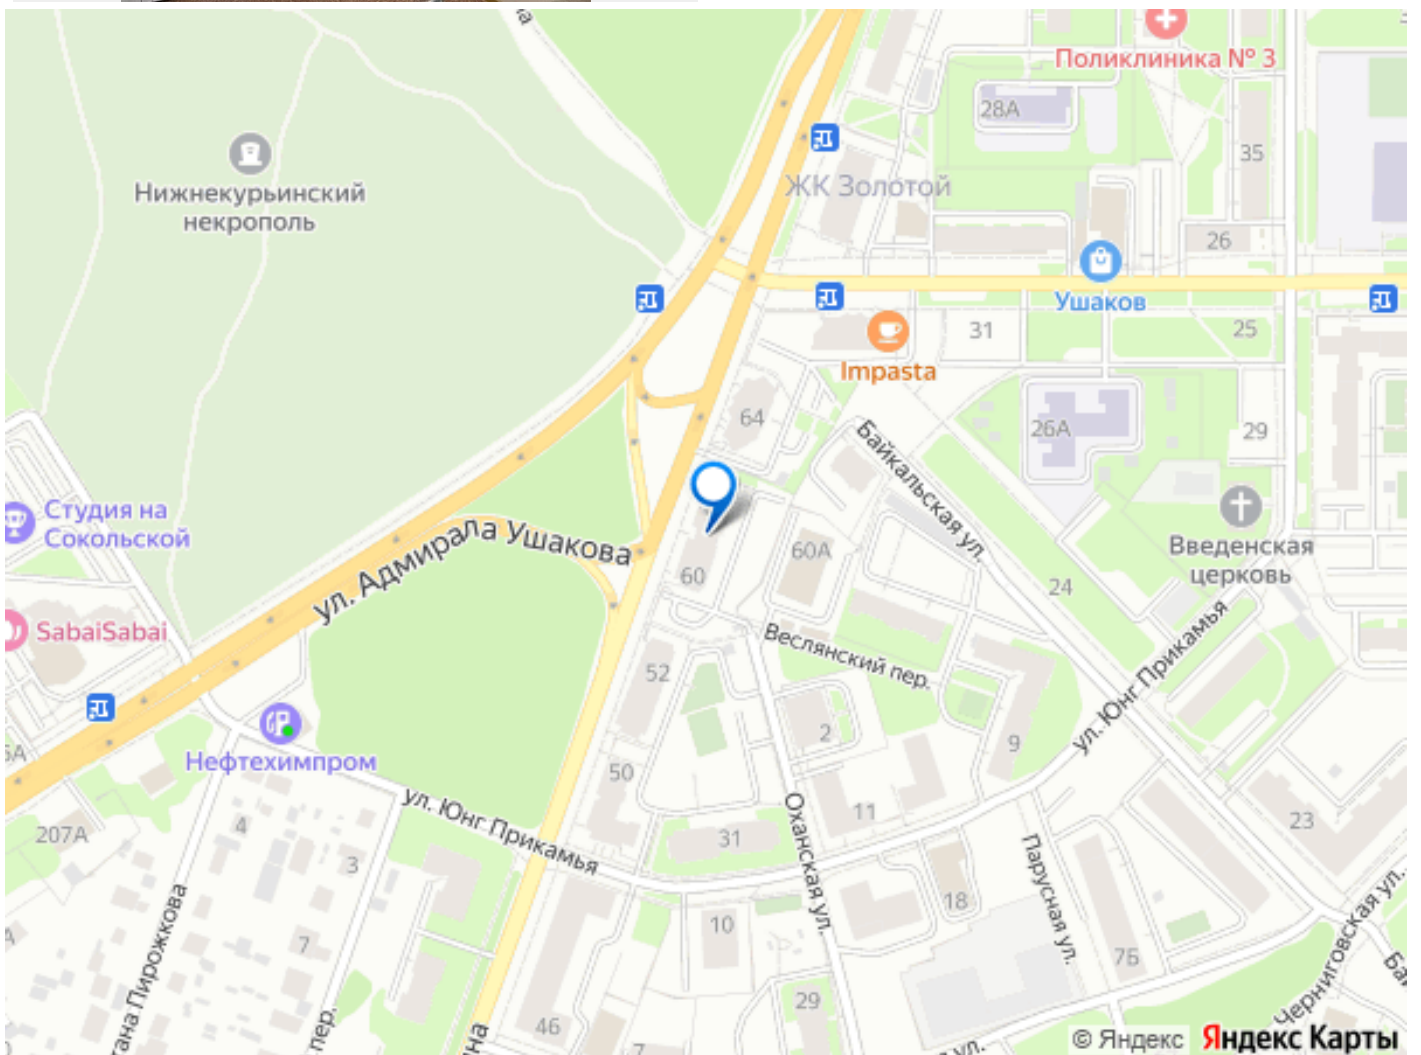 Поликлиника № 3
28А
35
Нижнекурьинский
некрополь
ЖК Золотой
26
Ушаков
31
25
Impasta
64
26А
29
Байкальская ул.
Студия на
Сокольской
ул. Адмирала Ушакова
Введенская
церковь
60А
60
24
SabaiSabai
Веслянский пер.
52
ул. Юнг Прикамья
2
9
Нефтехимпром
50
ул. Юнг Прикамья
11
23
207А
4
31
Оханская ул.
3
Парусная ул.
18
10
Черниговская ул.
7
75
29
46
7
пер.
© Яндекс Яндекс Карты